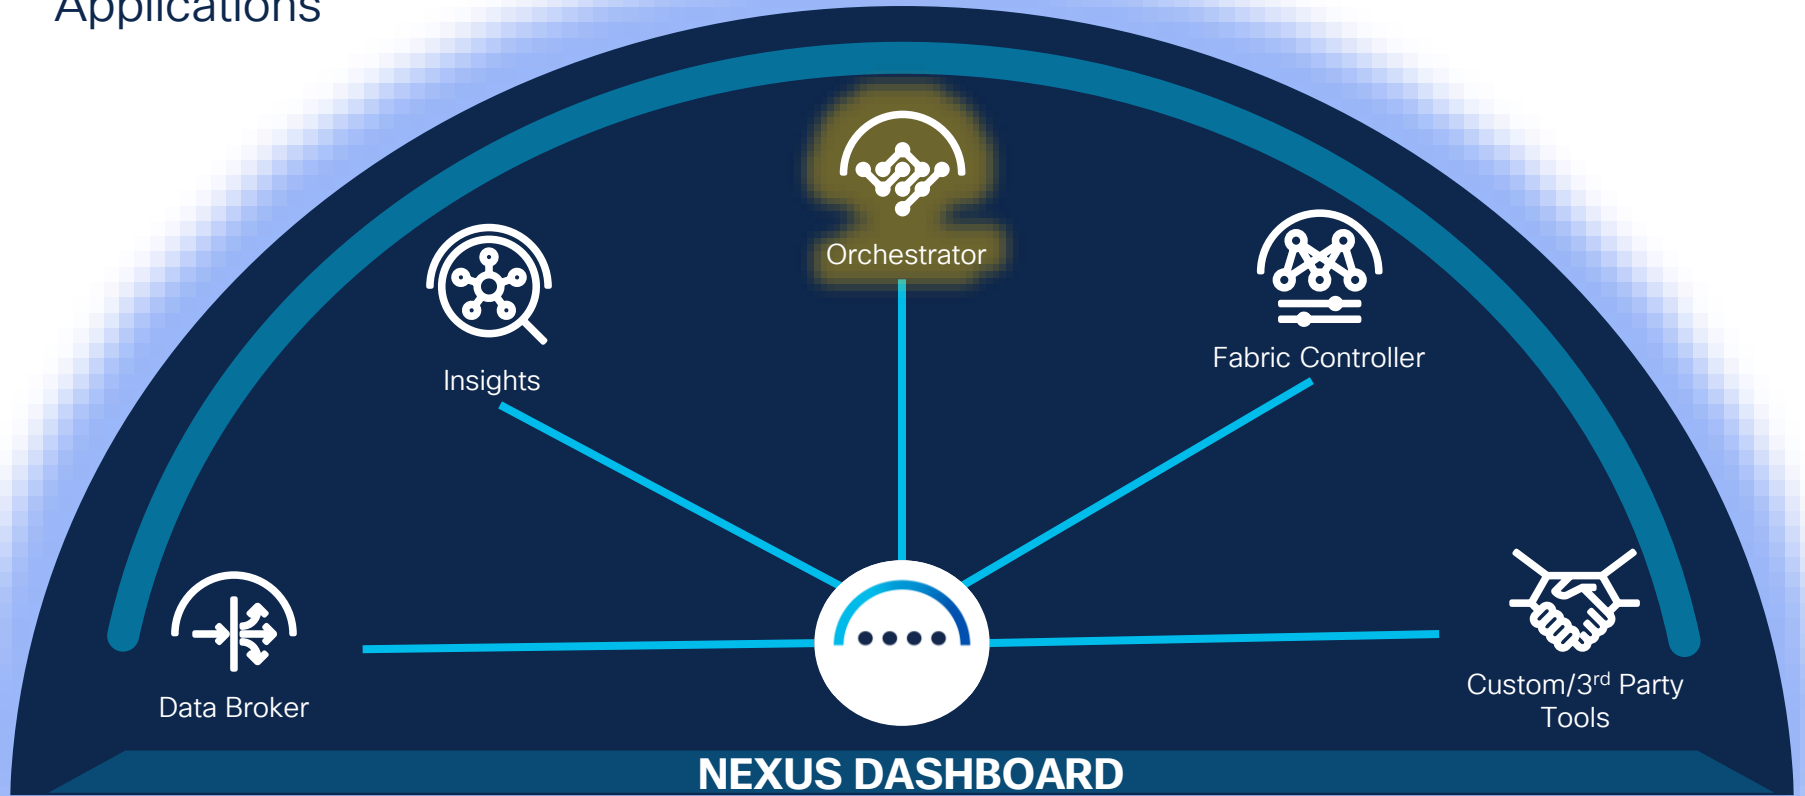 Applications
Orchestrator
Insights
Fabric Controller
Data Broker
Custom/3rd Party
Tools
NEXUS DASHBOARD